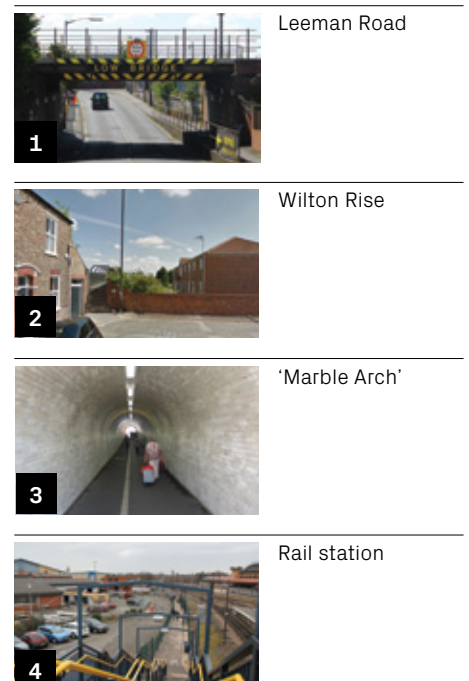 Leeman Road
LOW BRIDGE
1
Wilton Rise
2
‘Marble Arch’
3
Rail station
4